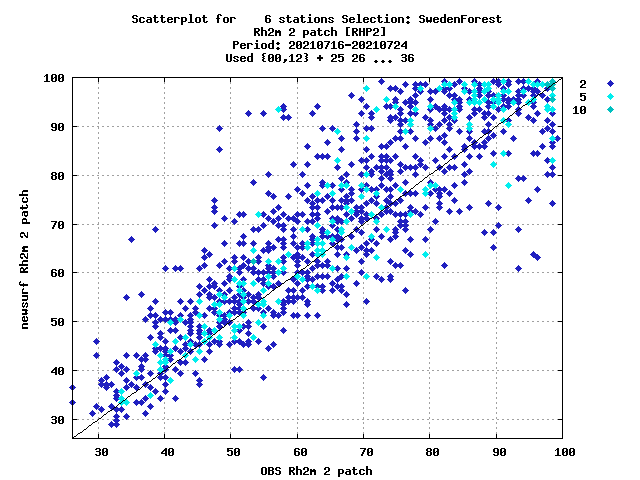 Scatterplot for    6 stations Selection: SwedenForest
Rh2m 2 patch [RHP2]
Period: 20210716-20210724
Used {00,12} + 25 26 ... 36
2
5
10
100
90
80
70
60
50
40
30
newsurf Rh2m 2 patch
30 40 50 60 70 80 90 100
OBS Rh2m 2 patch